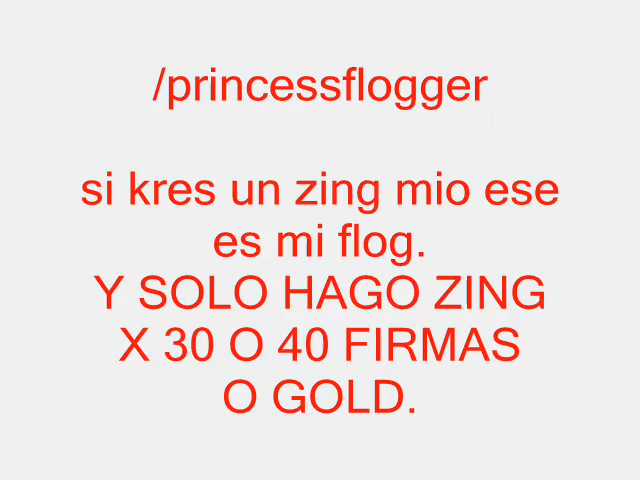 /princessflogger
si kres un zing mio ese
es mi flog.
Y SOLO HAGO ZING
X 30 O 40 FIRMAS
O GOLD.